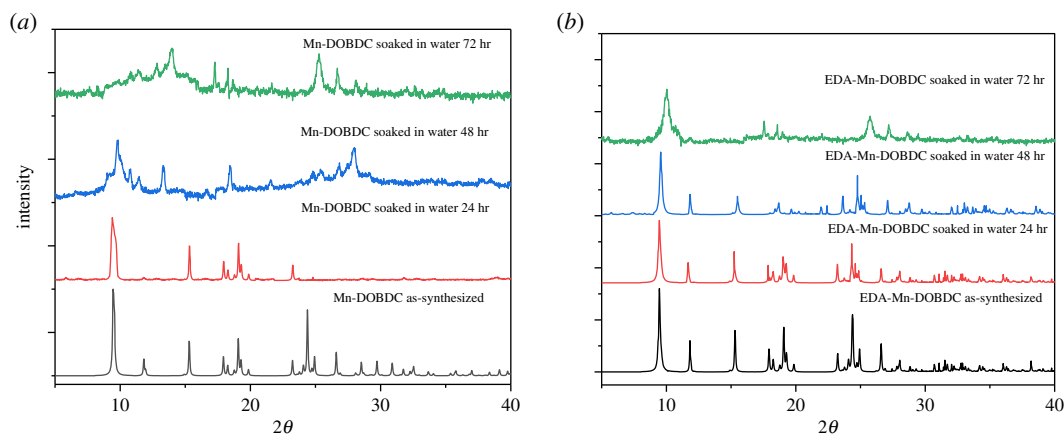 (a)
Mn-DOBDC soaked in water 72 hr
Mn-DOBDC soaked in water 48 hr
Mn-DOBDC soaked in water 24 hr
Mn-DOBDC as-synthesized
intensity
10
20
30
40
2θ
(b)
EDA-Mn-DOBDC soaked in water 72 hr
EDA-Mn-DOBDC soaked in water 48 hr
EDA-Mn-DOBDC soaked in water 24 hr
EDA-Mn-DOBDC as-synthesized
10
20
30
40
2θ